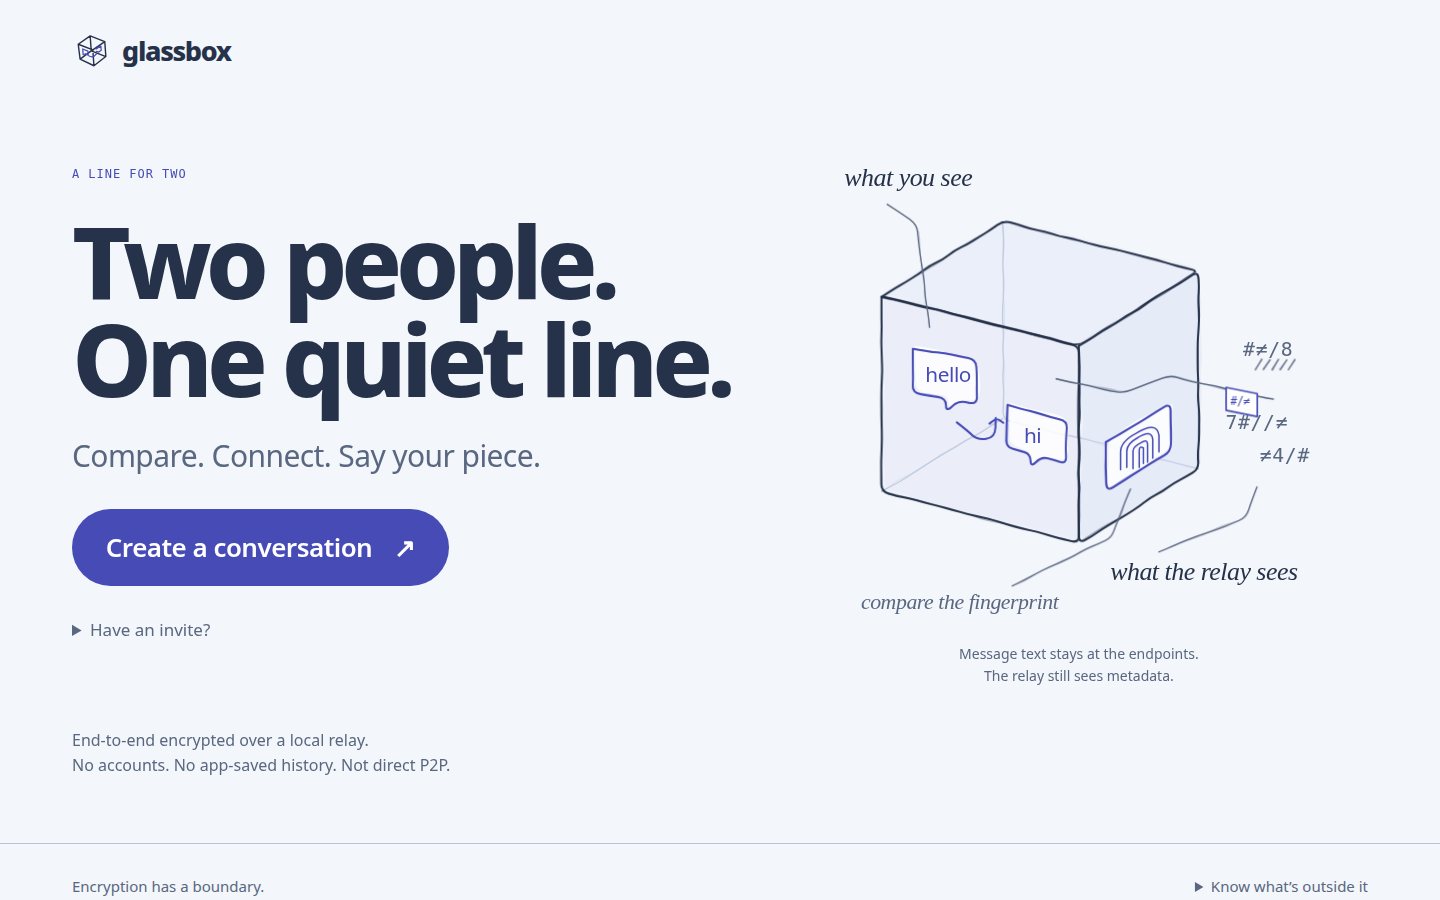 glassbox
A LINE FOR TWO
Two people.
One quiet line.
Compare. Connect. Say your piece.
Create a conversation ↗
▶ Have an invite?
End-to-end encrypted over a local relay.
No accounts. No app-saved history. Not direct P2P.
what you see
hello
hi
#≠/8
#/≠
7#//≠
≠4/#
what the relay sees
compare the fingerprint
Message text stays at the endpoints.
The relay still sees metadata.
Encryption has a boundary.
▶ Know what’s outside it